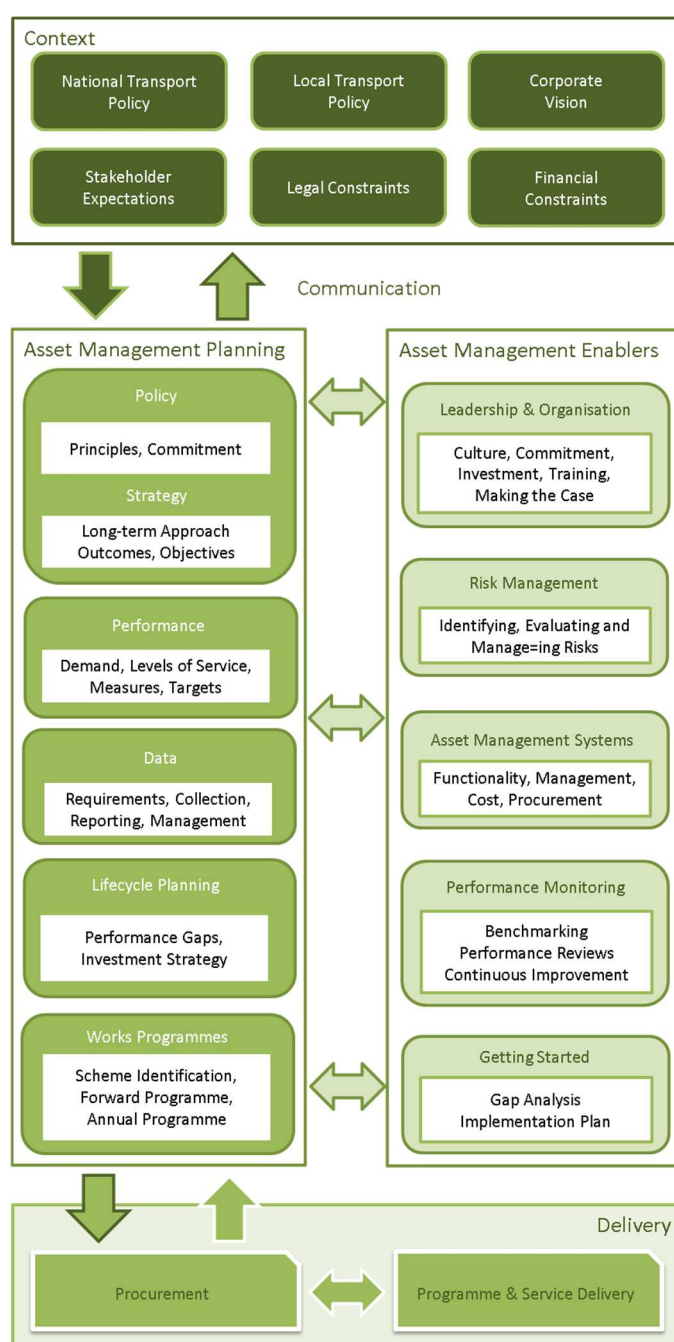 Context
National Transport
Policy
Local Transport
Policy
Corporate
Vision
Stakeholder
Expectations
Legal Constraints
Financial
Constraints
Communication
Asset Management Planning
Policy
Principles, Commitment
Strategy
Long-term Approach
Outcomes, Objectives
Performance
Demand, Levels of Service,
Measures, Targets
Data
Requirements, Collection,
Reporting, Management
Lifecycle Planning
Performance Gaps,
Investment Strategy
Works Programmes
Scheme Identification,
Forward Programme,
Annual Programme
Asset Management Enablers
Leadership & Organisation
Culture, Commitment,
Investment, Training,
Making the Case
Risk Management
Identifying, Evaluating and
Manage=ing Risks
Asset Management Systems
Functionality, Management,
Cost, Procurement
Performance Monitoring
Benchmarking
Performance Reviews
Continuous Improvement
Getting Started
Gap Analysis
Implementation Plan
Delivery
Procurement
Programme & Service Delivery